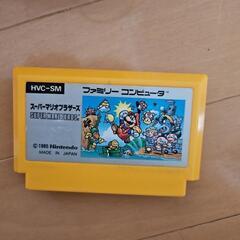 HVC-SM
ファミリーコンピュータ
スーパーマリオブラザーズ
SUPER MARIO BROS.
© 1985 Nintendo
MADE IN JAPAN